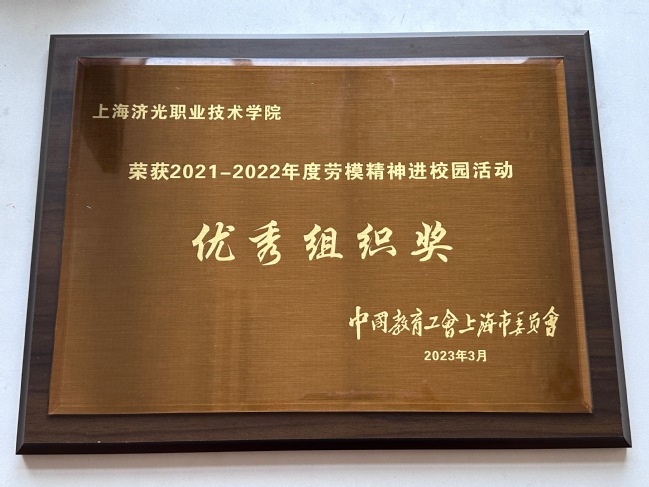 上海济光职业技术学院
荣获2021-2022年度劳模精神进校园活动
优秀组织奖
中国教育工會上海市委员會
2023年3月